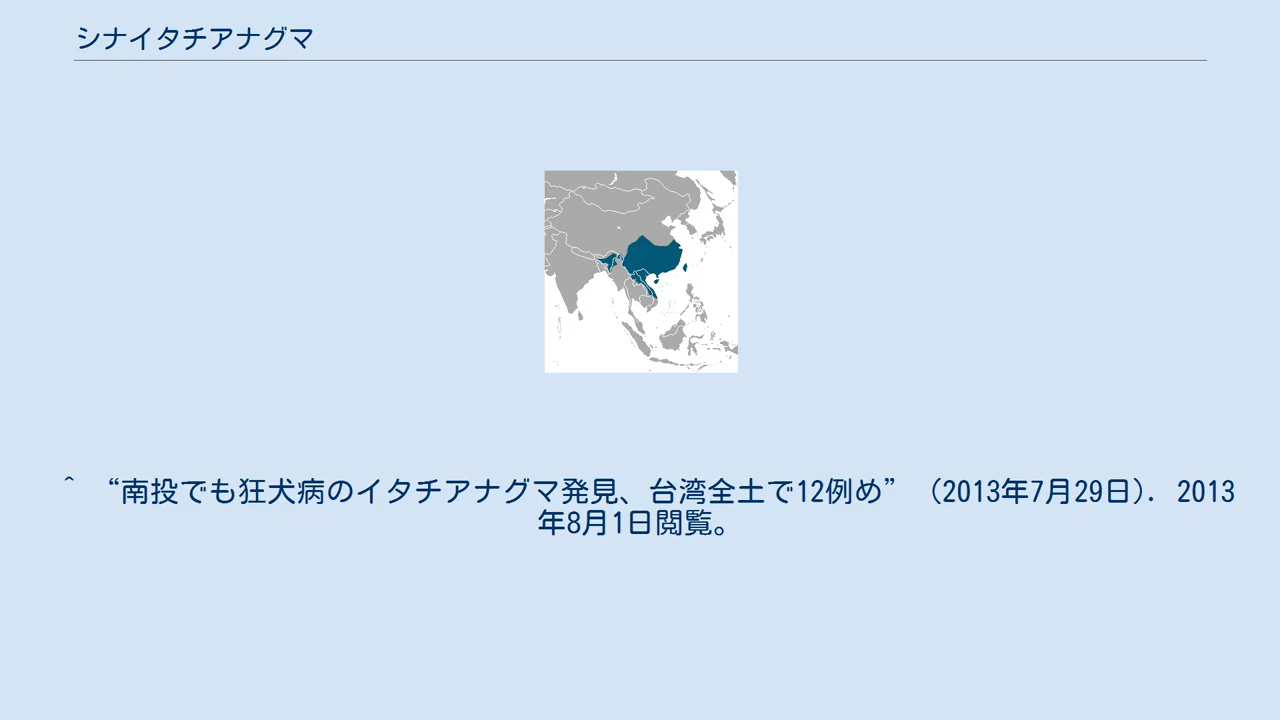 シナイタチアナグマ
^ “南投でも狂犬病のイタチアナグマ発見、台湾全土で12例め” (2013年7月29日). 2013
年8月1日閲覧。